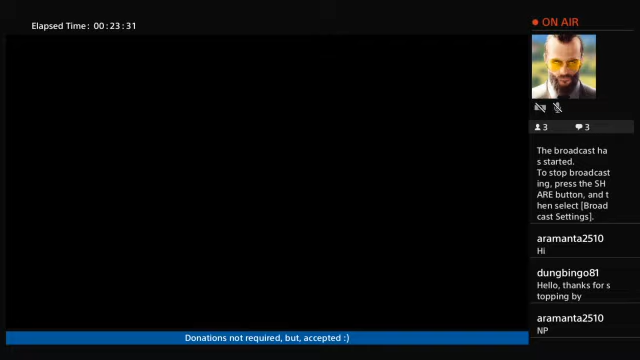 Elapsed Time: 00:23:31
ON AIR
3 3
The broadcast ha
s started.
To stop broadcast
ing, press the SH
ARE button, and t
hen select [Broad
cast Settings].
aramanta2510
Hi
dungbingo81
Hello, thanks for s
topping by
aramanta2510
NP
Donations not required, but, accepted :)